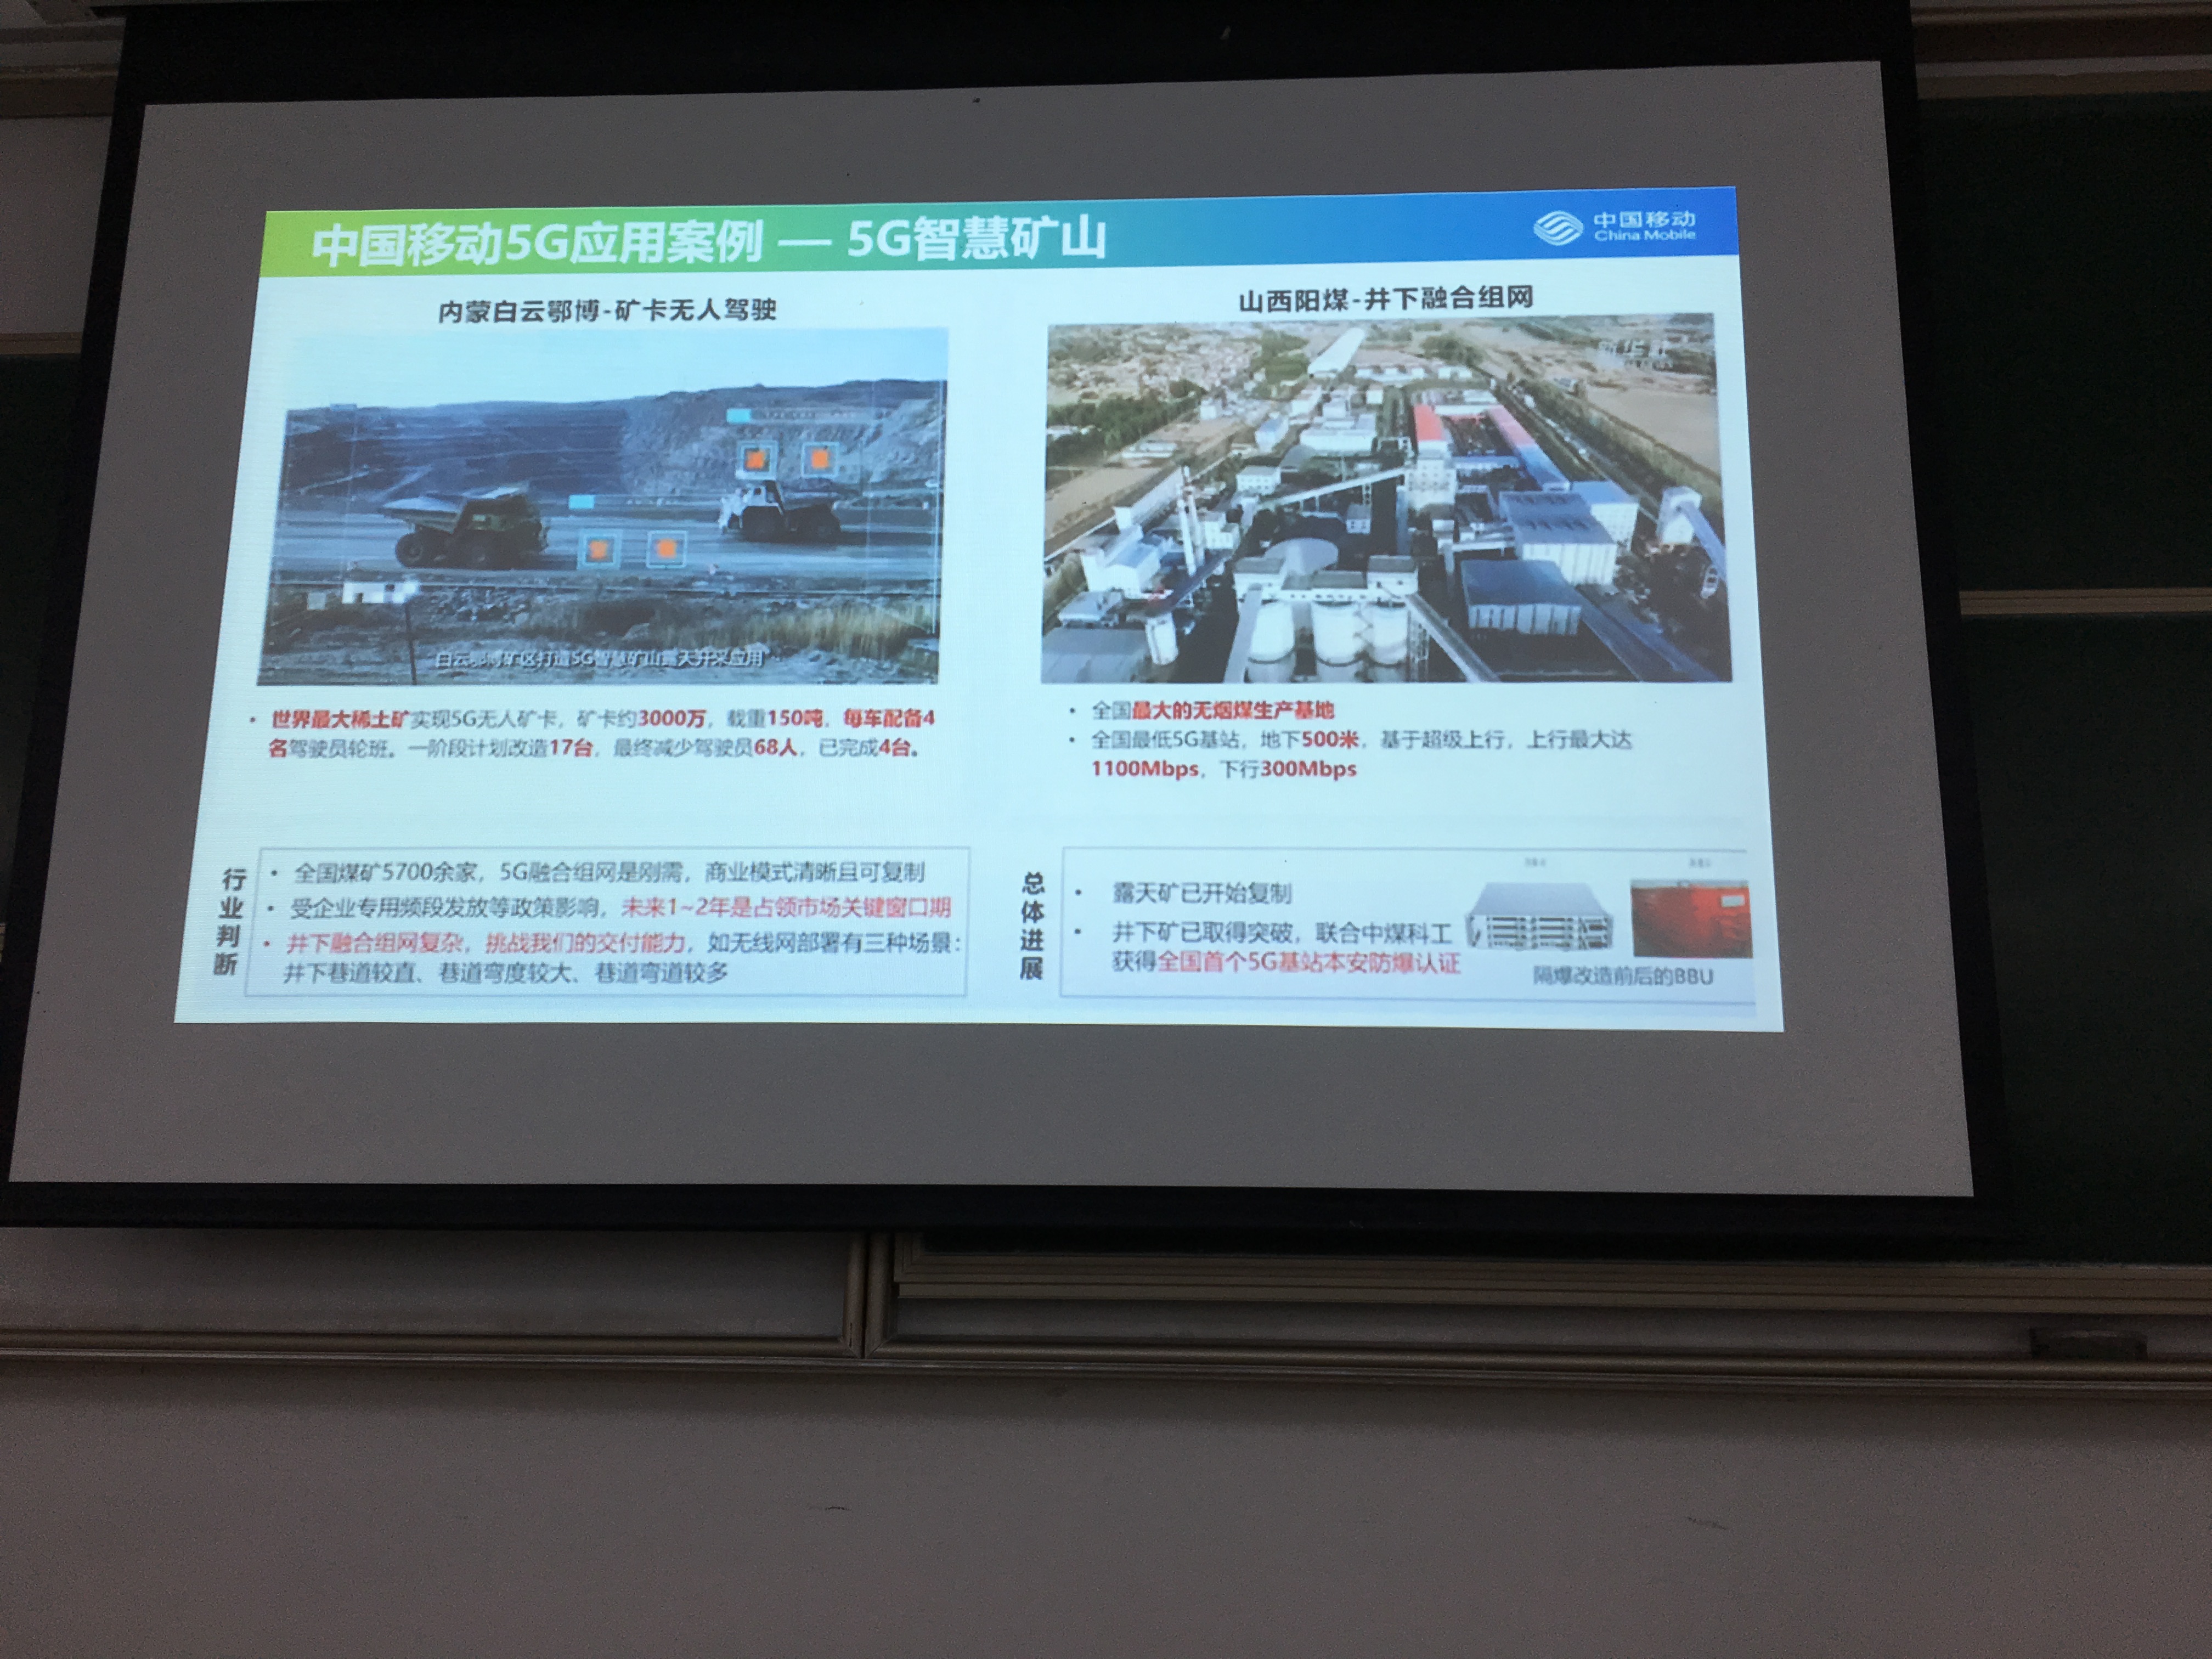 中国移动5G应用案例 — 5G智慧矿山
中国移动
China Mobile
内蒙白云鄂博-矿卡无人驾驶
白云鄂博矿区打造5G智慧矿山露天开采应用
• 世界最大稀土矿实现5G无人矿卡，矿卡约3000万，载重150吨，每车配备4
名驾驶员轮班。一阶段计划改造17台，最终减少驾驶员68人，已完成4台。
山西阳煤-井下融合组网
新华社
• 全国最大的无烟煤生产基地
• 全国最低5G基站，地下500米，基于超级上行，上行最大达
1100Mbps，下行300Mbps
行业判断
• 全国煤矿5700余家，5G融合组网是刚需，商业模式清晰且可复制
• 受企业专用频段发放等政策影响，未来1~2年是占领市场关键窗口期
• 井下融合组网复杂，挑战我们的交付能力，如无线网部署有三种场景：
井下巷道较直、巷道弯度较大、巷道弯道较多
总体进展
• 露天矿已开始复制
• 井下矿已取得突破，联合中煤科工
获得全国首个5G基站本安防爆认证
隔爆改造前后的BBU